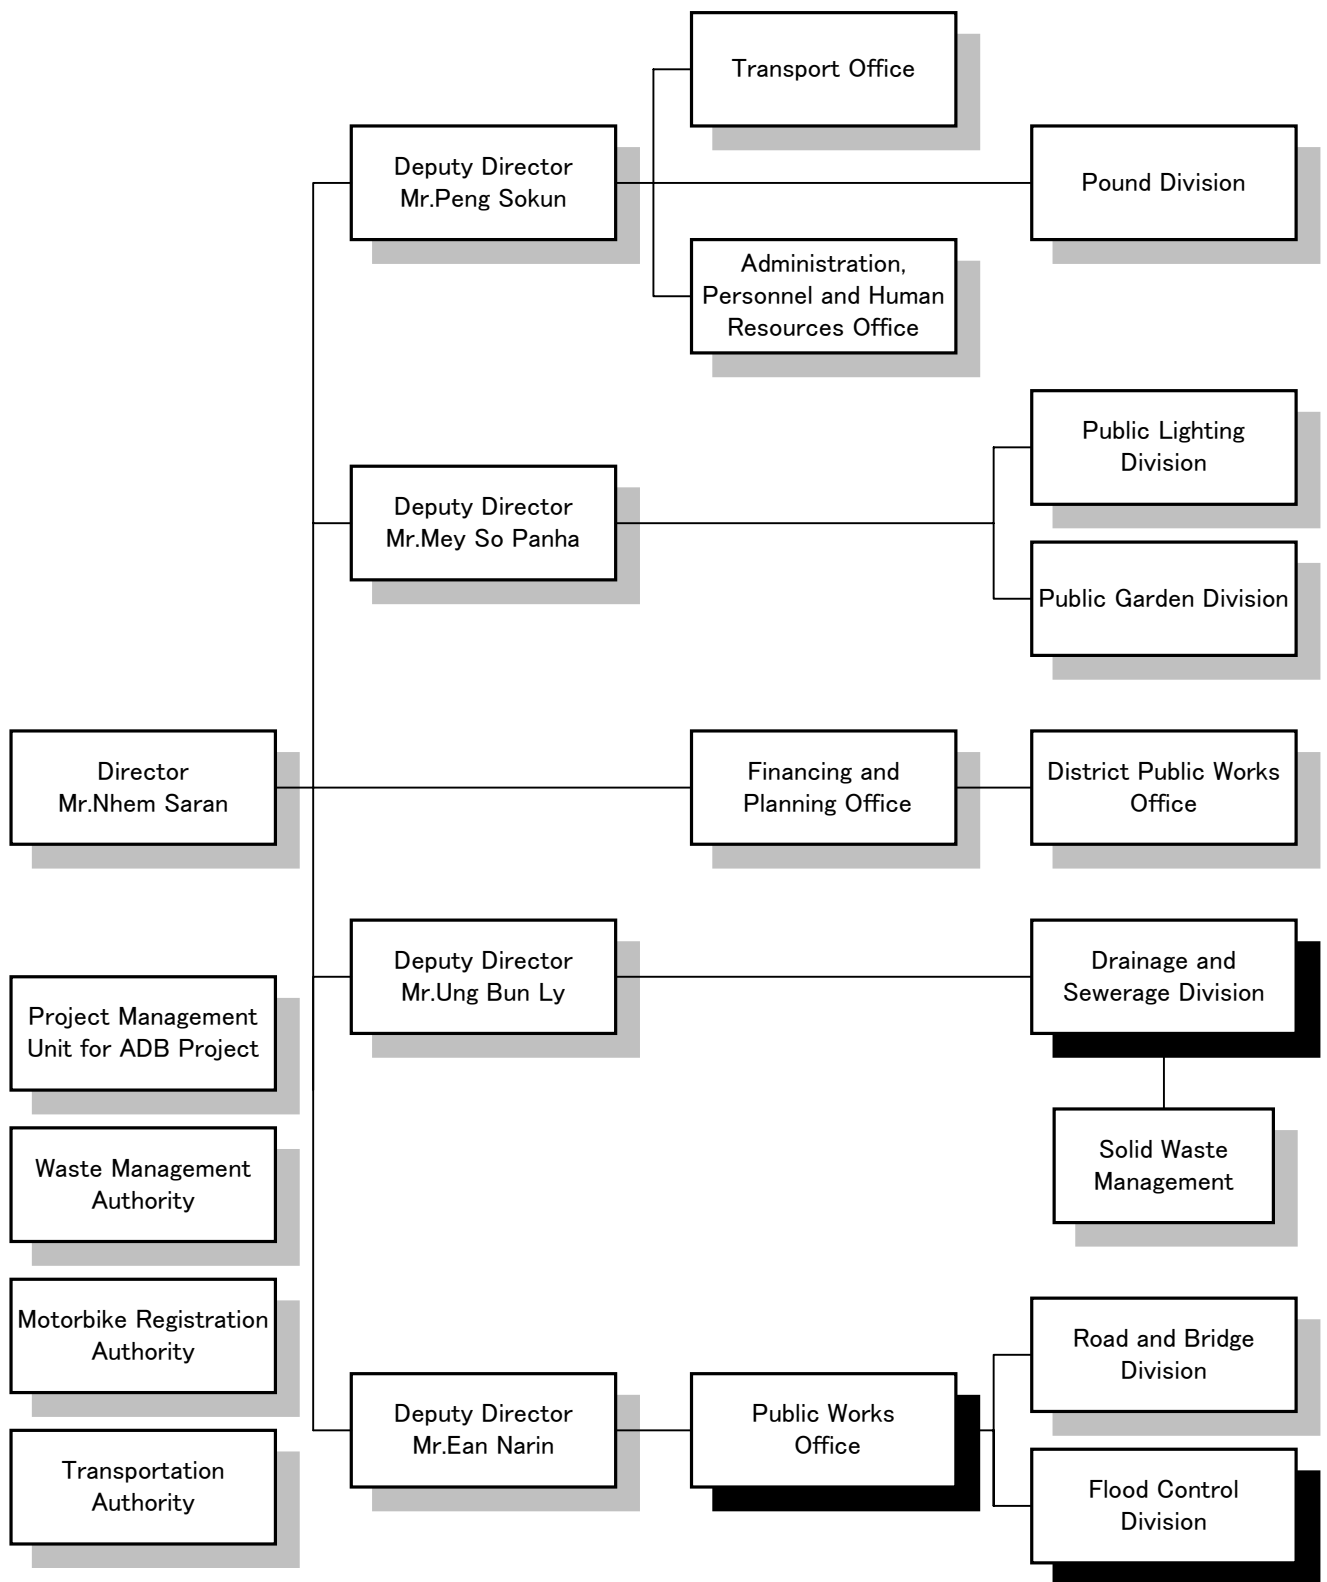 Transport Office
Deputy Director
Mr.Peng Sokun
Pound Division
Administration,
Personnel and Human
Resources Office
Public Lighting
Division
Deputy Director
Mr.Mey So Panha
Public Garden Division
Director
Mr.Nhem Saran
Financing and
Planning Office
District Public Works
Office
Deputy Director
Mr.Ung Bun Ly
Drainage and
Sewerage Division
Project Management
Unit for ADB Project
Solid Waste
Management
Waste Management
Authority
Motorbike Registration
Authority
Road and Bridge
Division
Deputy Director
Mr.Ean Narin
Public Works
Office
Transportation
Authority
Flood Control
Division